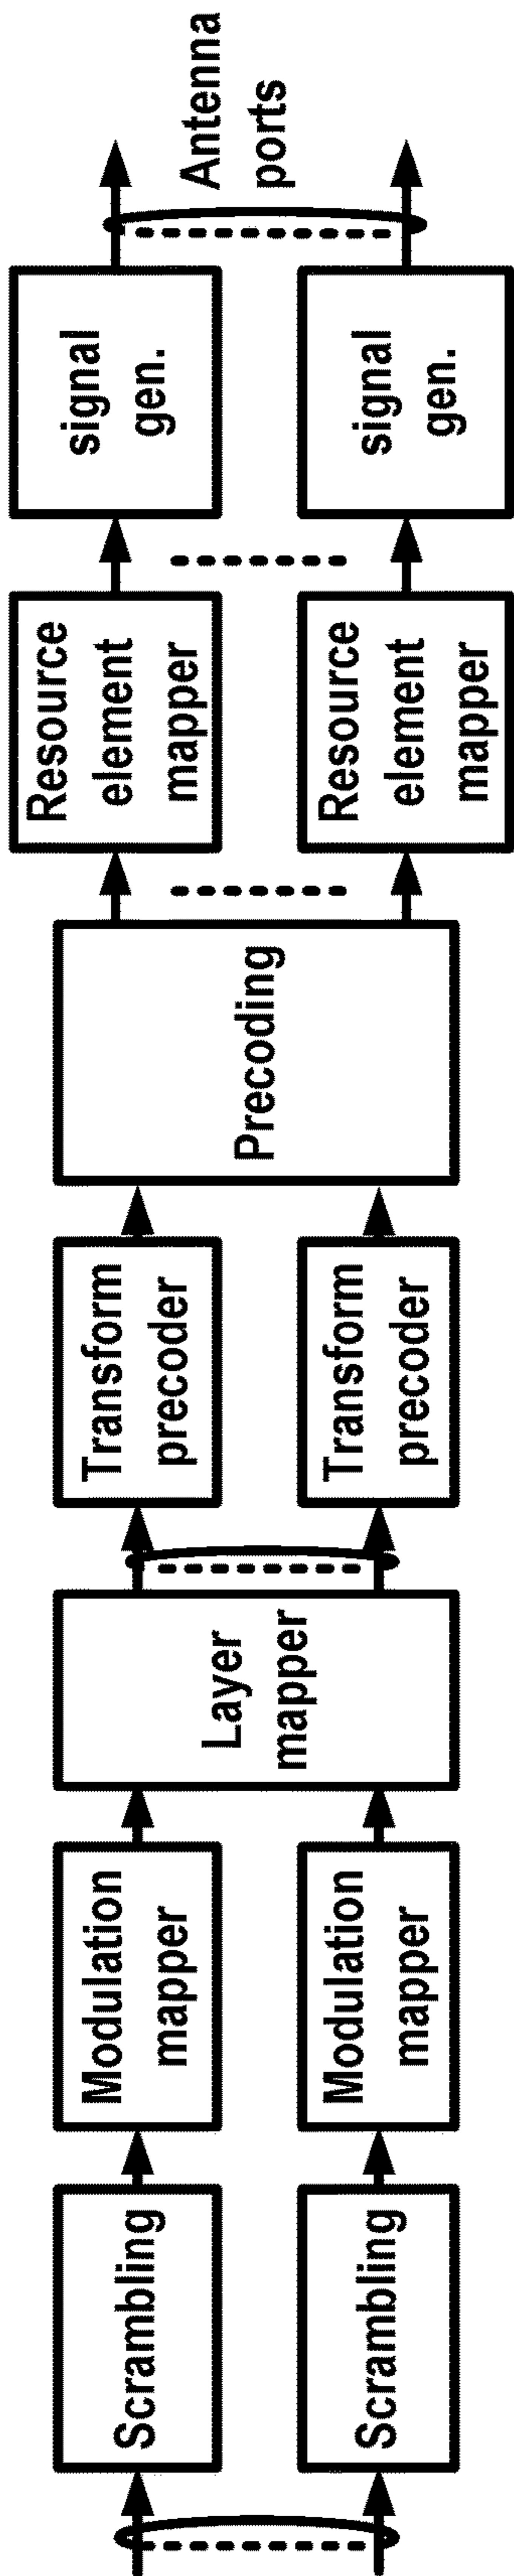 Scrambling
Scrambling
Modulation
mapper
Modulation
mapper
Layer
mapper
Transform
precoder
Transform
precoder
Precoding
Resource
element
mapper
Resource
element
mapper
signal
gen.
signal
gen.
Antenna
ports